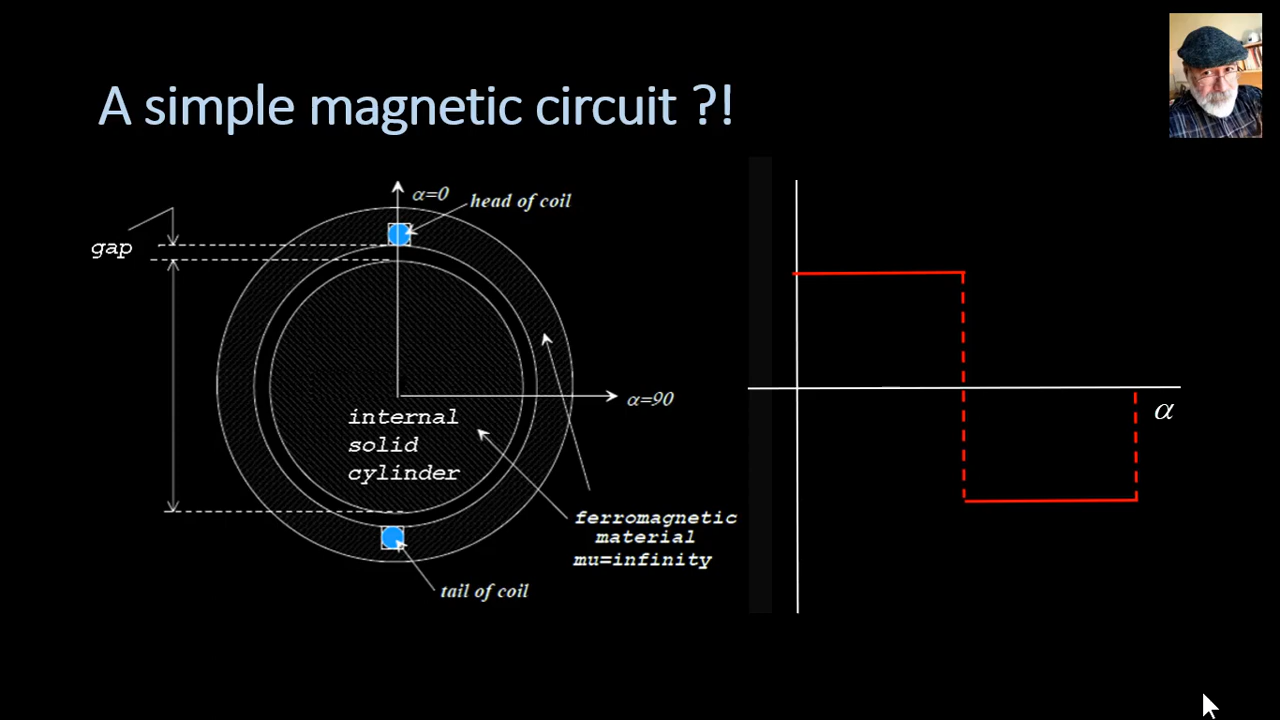 A simple magnetic circuit ?!
α=0
head of coil
gap
α=90
α
internal
solid
cylinder
ferromagnetic
material
mu=infinity
tail of coil